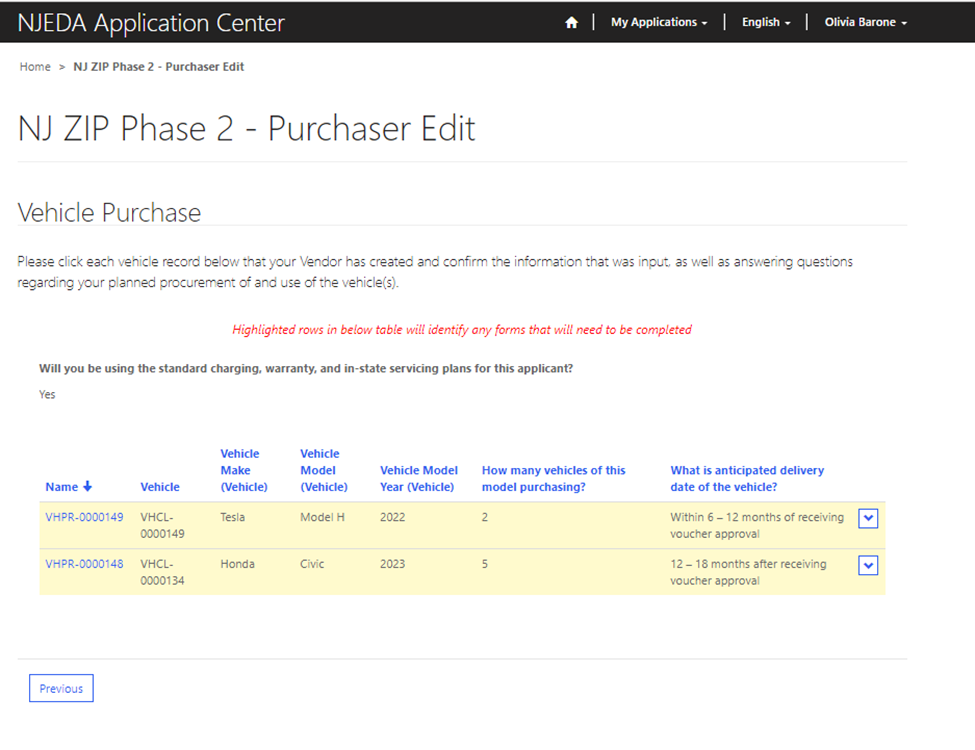 NJEDA Application Center
My Applications
English
Olivia Barone
Home > NJ ZIP Phase 2 - Purchaser Edit
NJ ZIP Phase 2 - Purchaser Edit
Vehicle Purchase
Please click each vehicle record below that your Vendor has created and confirm the information that was input, as well as answering questions
regarding your planned procurement of and use of the vehicle(s).
Highlighted rows in below table will identify any forms that will need to be completed
Will you be using the standard charging, warranty, and in-state servicing plans for this applicant?
Yes
Name
Vehicle
Vehicle
Make
(Vehicle)
Vehicle
Model
(Vehicle)
Vehicle Model
Year (Vehicle)
How many vehicles of this
model purchasing?
What is anticipated delivery
date of the vehicle?
VHPR-0000149
VHCL-
0000149
Tesla
Model H
2022
2
Within 6 – 12 months of receiving
voucher approval
VHPR-0000148
VHCL-
0000134
Honda
Civic
2023
5
12 – 18 months after receiving
voucher approval
Previous